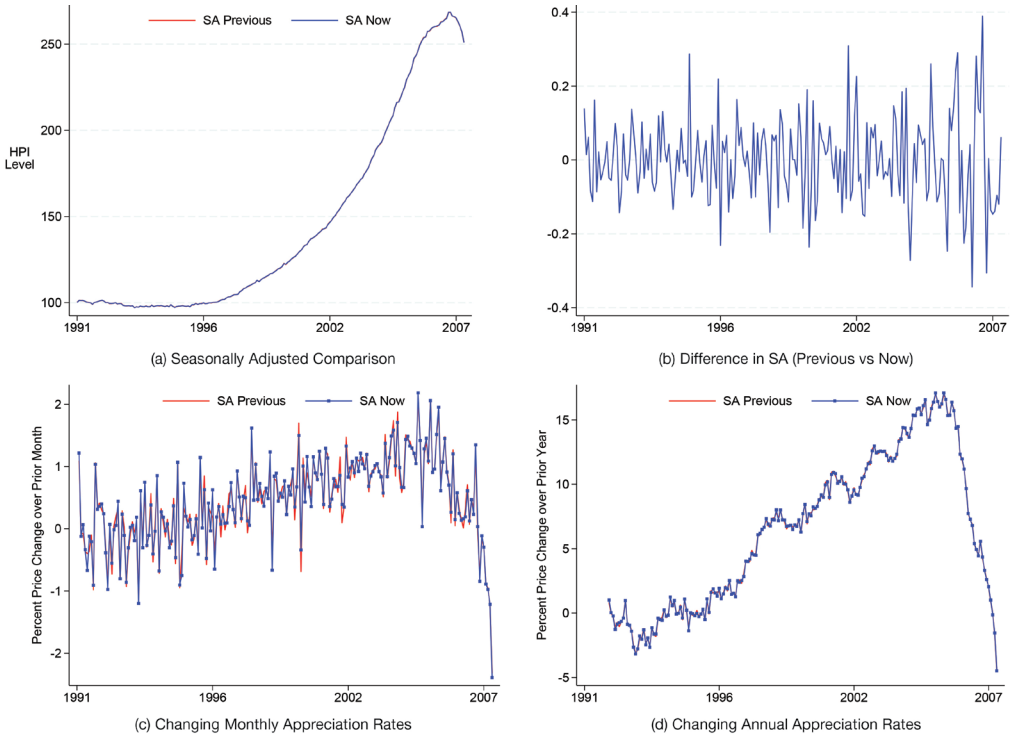 SA Previous SA Now
250
200
HPI
Level
150
100
1991 1996 2002 2007
(a) Seasonally Adjusted Comparison
0.4
0.2
0
-0.2
-0.4
1991 1996 2002 2007
(b) Difference in SA (Previous vs Now)
SA Previous SA Now
Percent Price Change over Prior Month
2
1
0
-1
-2
1991 1996 2002 2007
(c) Changing Monthly Appreciation Rates
SA Previous SA Now
Percent Price Change over Prior Year
15
10
5
0
-5
1991 1996 2002 2007
(d) Changing Annual Appreciation Rates